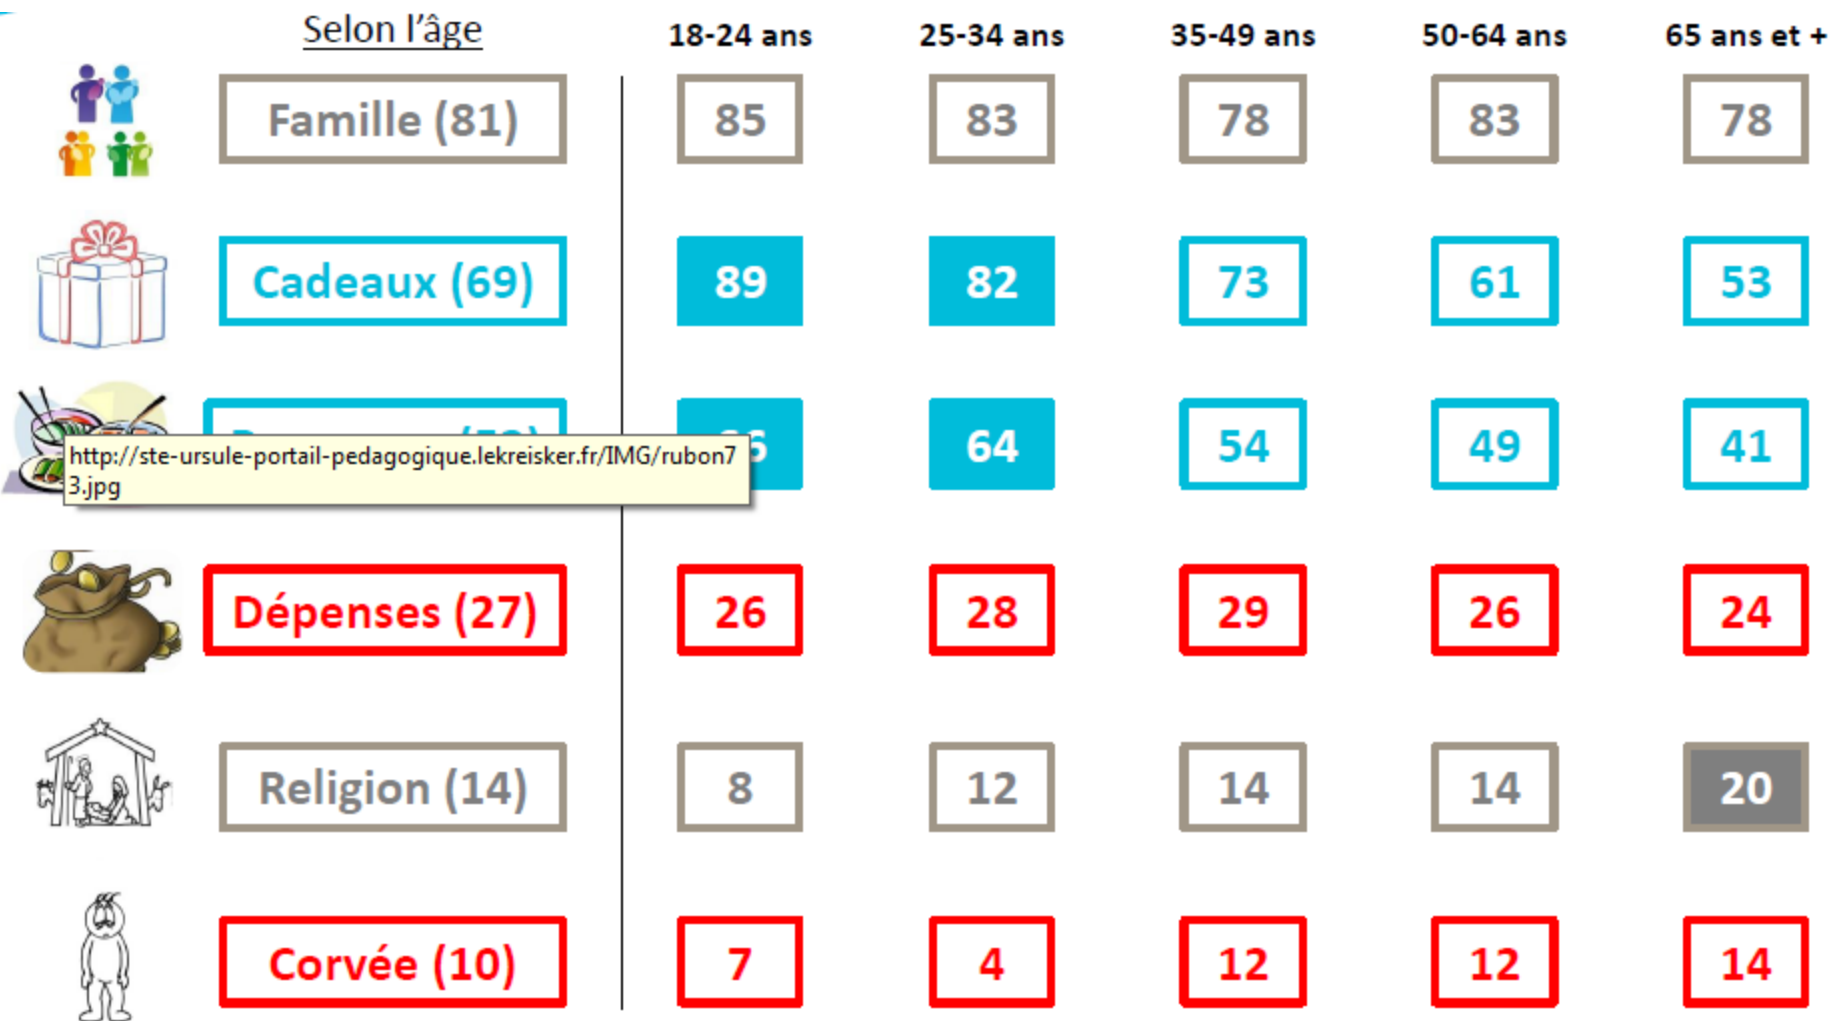 Selon l'âge 18-24 ans 25-34 ans 35-49 ans 50-64 ans 65 ans et +
Famille (81) 85 83 78 83 78
Cadeaux (69) 89 82 73 61 53
64 54 49 41
http://ste-ursule-portail-pedagogique.lekreisker.fr/IMG/rubon7
3.jpg
Dépenses (27) 26 28 29 26 24
Religion (14) 8 12 14 14 20
Corvée (10) 7 4 12 12 14